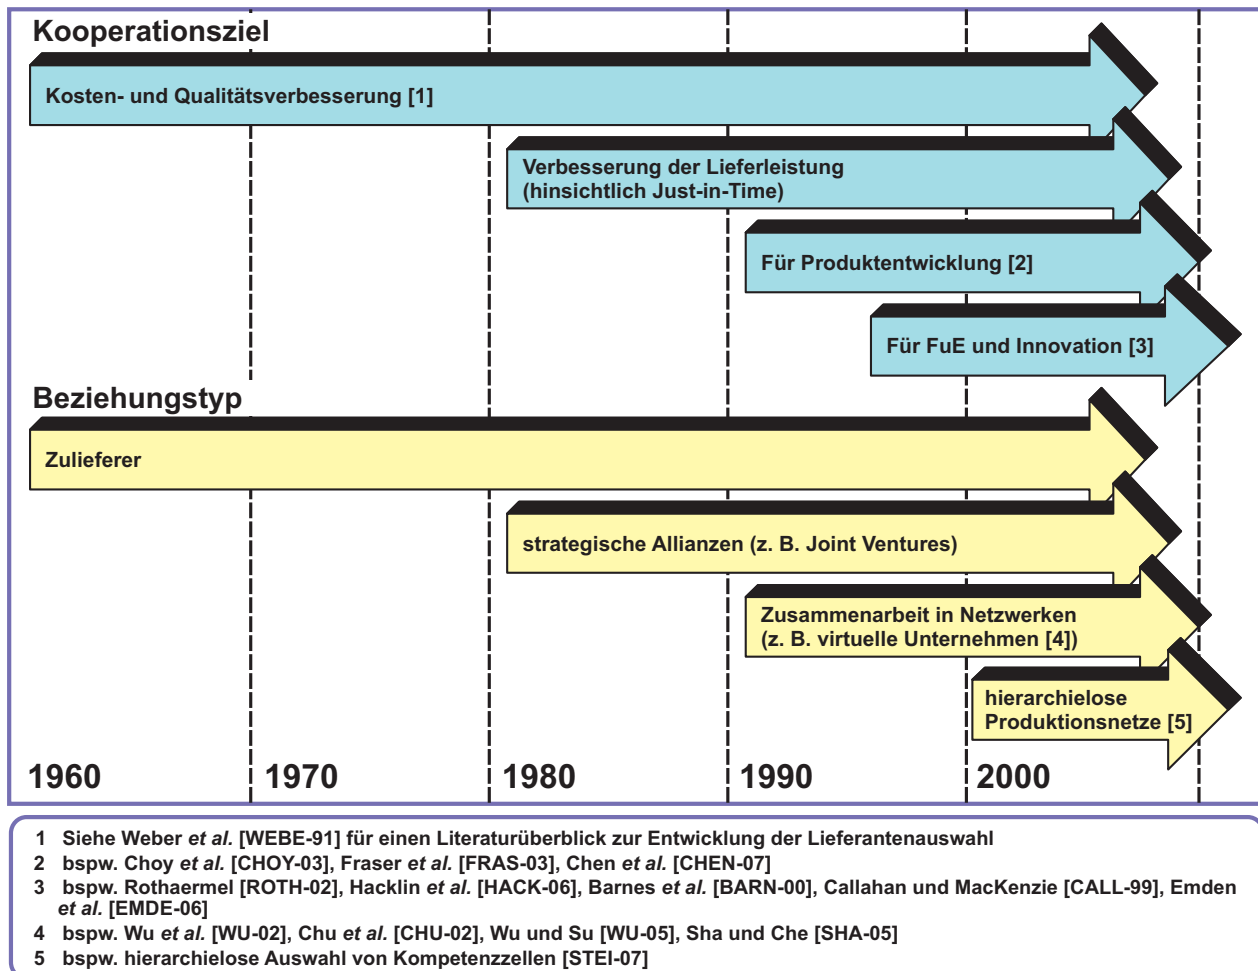 Kooperationsziel
Kosten- und Qualitätsverbesserung [1]
Verbesserung der Lieferleistung
(hinsichtlich Just-in-Time)
Für Produktentwicklung [2]
Für FuE und Innovation [3]
Beziehungstyp
Zulieferer
strategische Allianzen (z. B. Joint Ventures)
Zusammenarbeit in Netzwerken
(z. B. virtuelle Unternehmen [4])
hierarchielose
Produktionsnetze [5]
1960 1970 1980 1990 2000
1 Siehe Weber et al. [WEBE-91] für einen Literaturüberblick zur Entwicklung der Lieferantenauswahl
2 bspw. Choy et al. [CHOY-03], Fraser et al. [FRAS-03], Chen et al. [CHEN-07]
3 bspw. Rothaermel [ROTH-02], Hacklin et al. [HACK-06], Barnes et al. [BARN-00], Callahan und MacKenzie [CALL-99], Emden
et al. [EMDE-06]
4 bspw. Wu et al. [WU-02], Chu et al. [CHU-02], Wu und Su [WU-05], Sha und Che [SHA-05]
5 bspw. hierarchielose Auswahl von Kompetenzzellen [STEI-07]